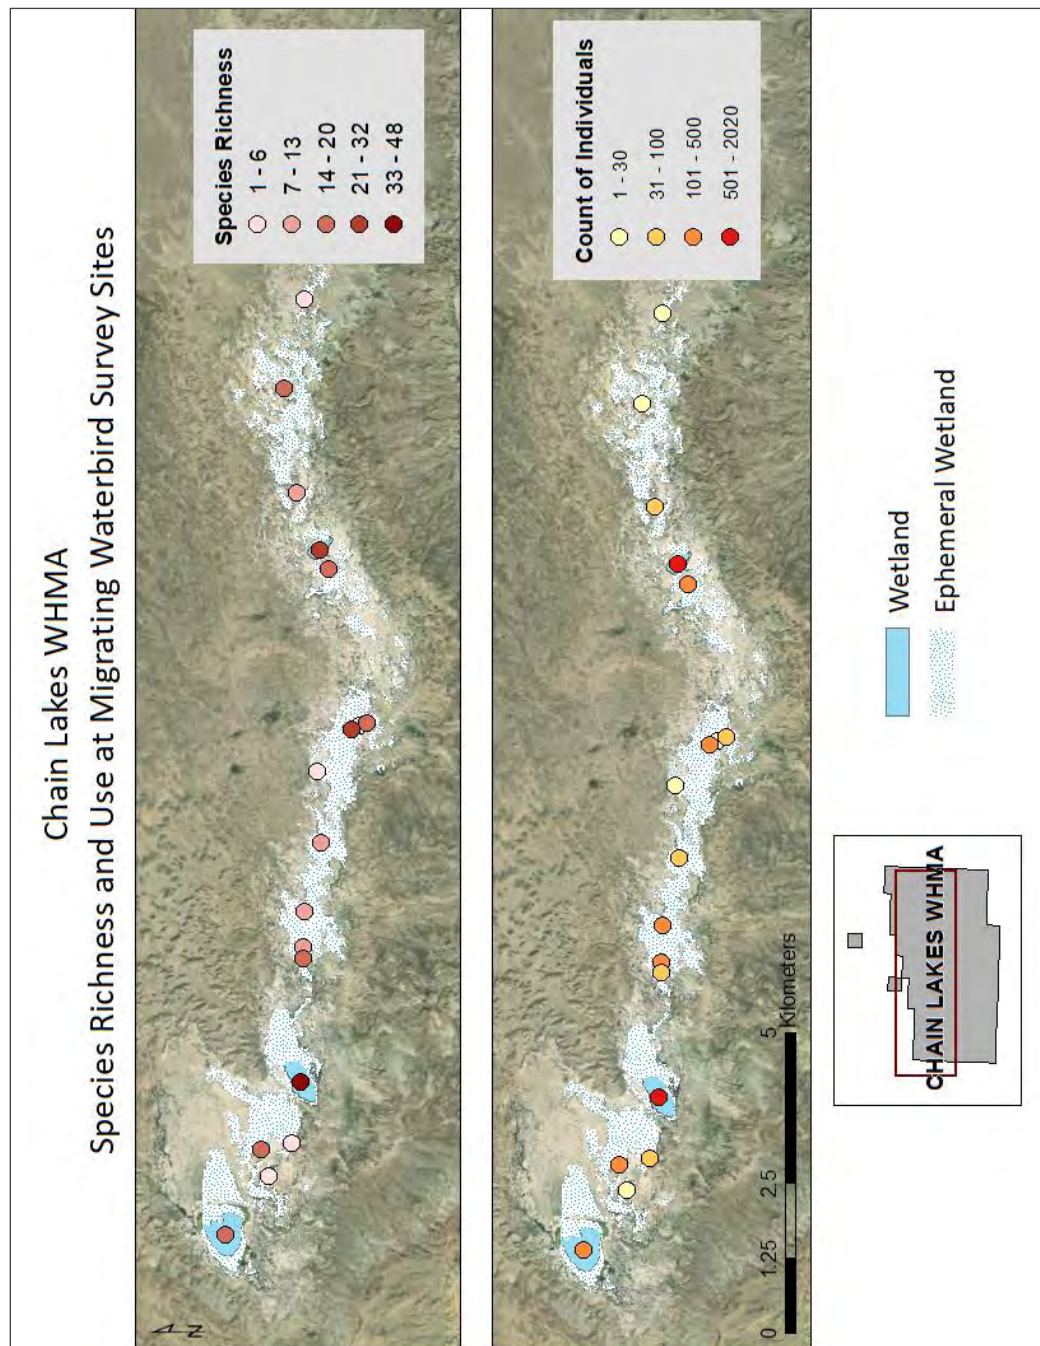 Chain Lakes WHMA
Species Richness and Use at Migrating Waterbird Survey Sites
Species Richness
1 - 6
7 - 13
14 - 20
21 - 32
33 - 48
N
Count of Individuals
1 - 30
31 - 100
101 - 500
501 - 2020
0 1.25 2.5 5
Kilometers
CHAIN LAKES WHMA
Wetland
Ephemeral Wetland